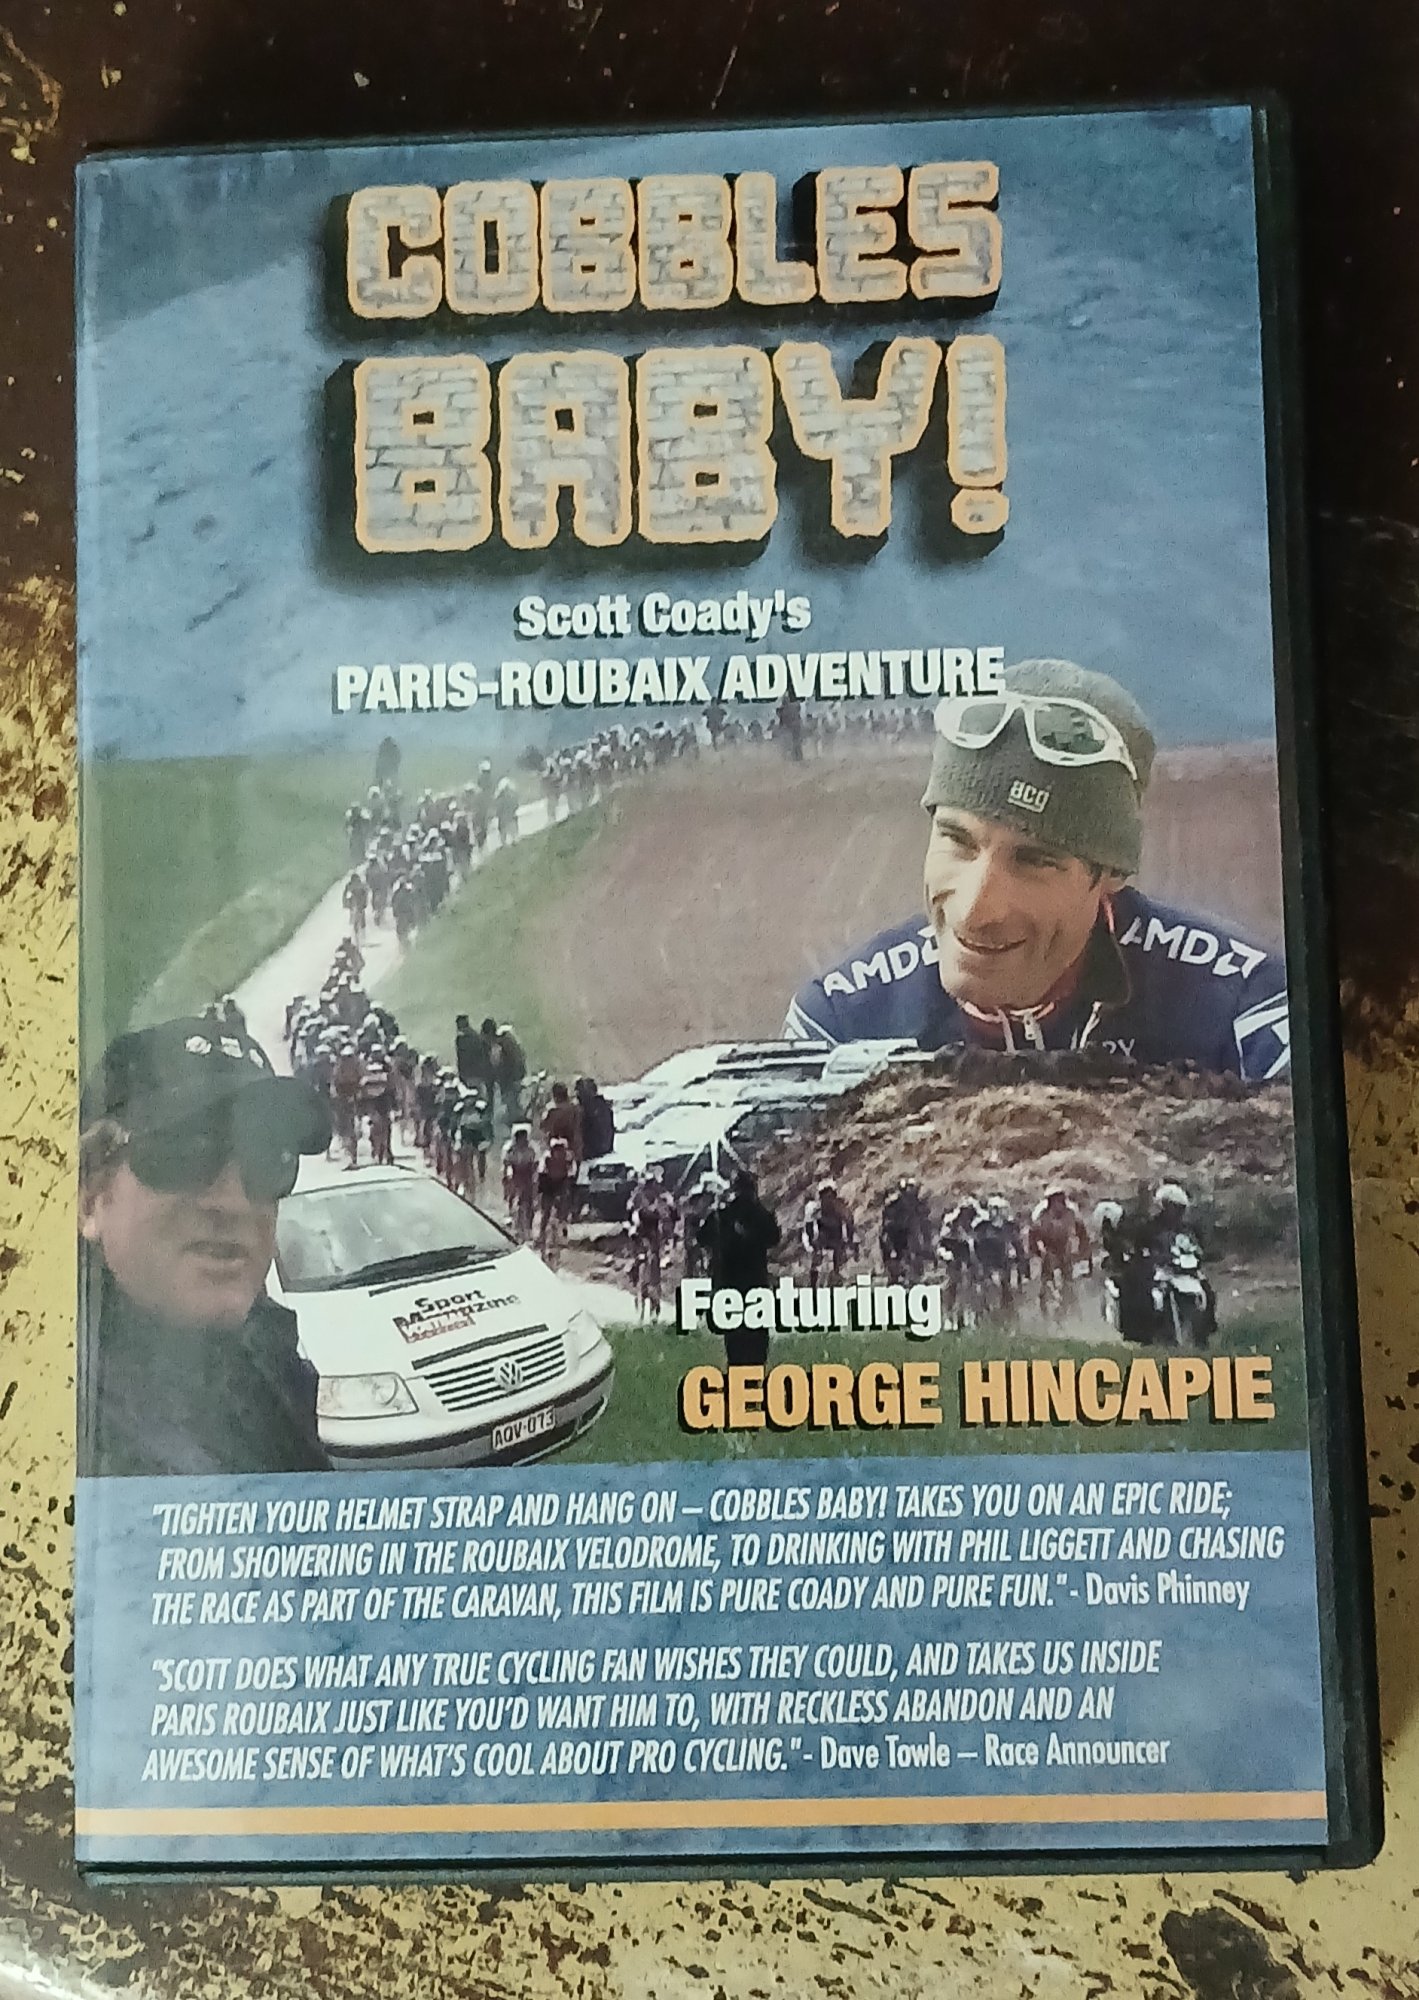 COBBLES
BABY!
Scott Coady's
PARIS-ROUBAIX ADVENTURE
acg
AMD
AMD
Sport
AQV-073
Featuring
GEORGE HINCAPIE
"TIGHTEN YOUR HELMET STRAP AND HANG ON – COBBLES BABY! TAKES YOU ON AN EPIC RIDE;
FROM SHOWERING IN THE ROUBAIX VELODROME, TO DRINKING WITH PHIL LIGGETT AND CHASING
THE RACE AS PART OF THE CARAVAN, THIS FILM IS PURE COADY AND PURE FUN."- Davis Phinney
"SCOTT DOES WHAT ANY TRUE CYCLING FAN WISHES THEY COULD, AND TAKES US INSIDE
PARIS ROUBAIX JUST LIKE YOU'D WANT HIM TO, WITH RECKLESS ABANDON AND AN
AWESOME SENSE OF WHAT'S COOL ABOUT PRO CYCLING."- Dave Towle – Race Announcer